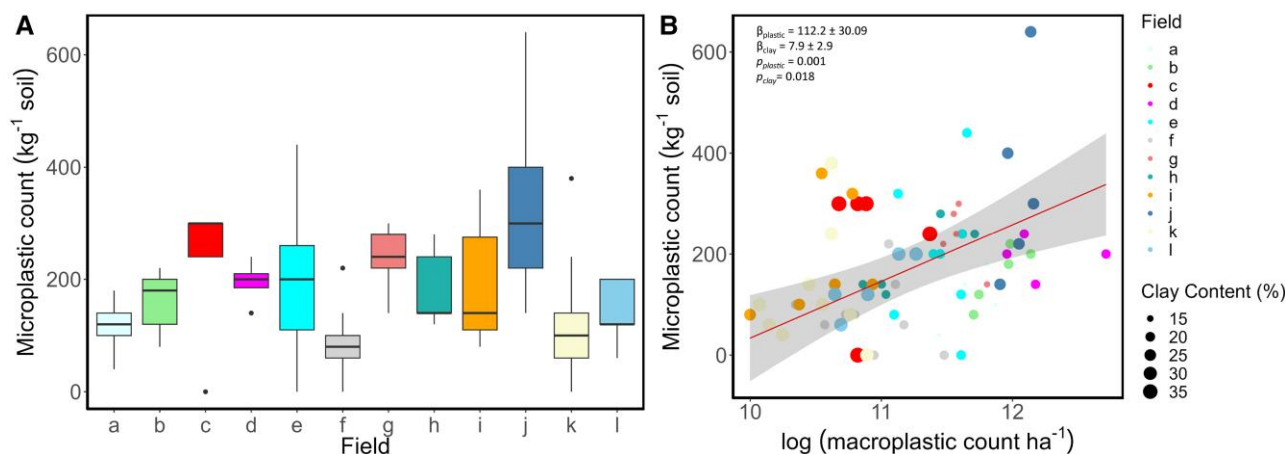 A
Microplastic count (kg⁻¹ soil)
600
400
200
0
a b c d e f g h i j k l
Field
B
Microplastic count (kg⁻¹ soil)
600
400
200
0
βplastic = 112.2 ± 30.09
βclay = 7.9 ± 2.9
pplastic = 0.001
pclay= 0.018
10 11 12
log (macroplastic count ha⁻¹)
Field
a
b
c
d
e
f
g
h
i
j
k
l
Clay Content (%)
15
20
25
30
35